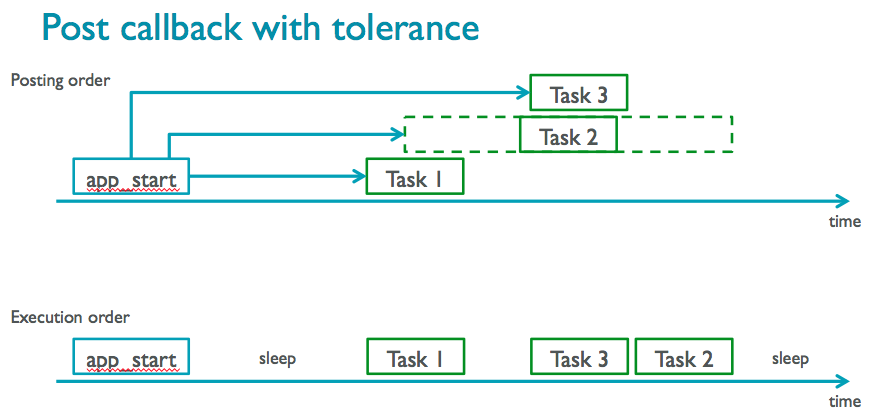 Post callback with tolerance
Posting order
Task 3
Task 2
app_start
Task 1
time
Execution order
app_start
sleep
Task 1
Task 3
Task 2
sleep
time